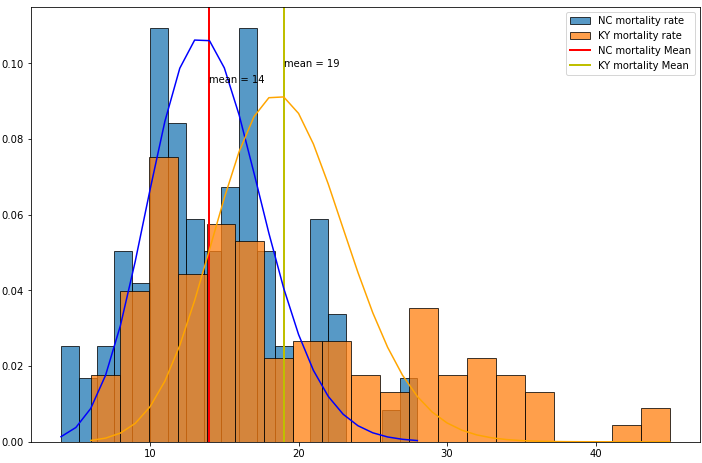 NC mortality rate
KY mortality rate
NC mortality Mean
KY mortality Mean
mean = 19
mean = 14
0.10
0.08
0.06
0.04
0.02
0.00
10
20
30
40